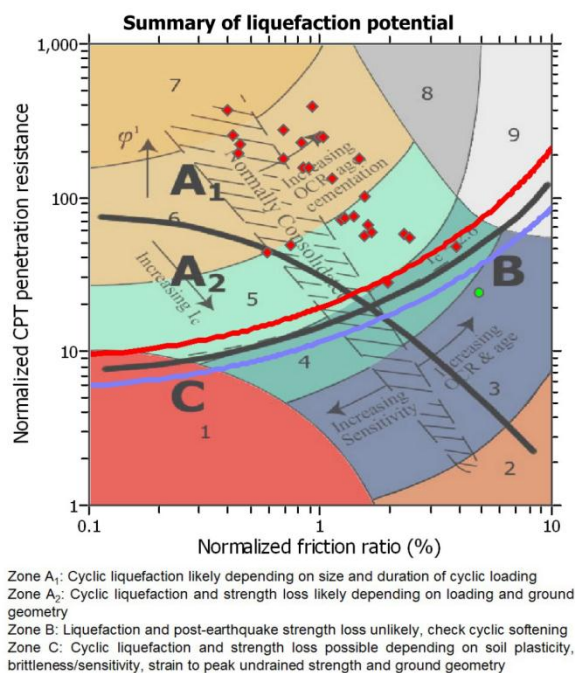 Summary of liquefaction potential
Normalized CPT penetration resistance
1,000
100
10
1
7
8
9
φ'
A1
Increasing
OCR, age
cementation
Normally Consolidate
6
A2
Increasing Ic
5
B
4
Increasing
OCR & age
Increasing
Sensitivity
3
C
1
2
0.1
1
10
Normalized friction ratio (%)
Zone A1: Cyclic liquefaction likely depending on size and duration of cyclic loading
Zone A2: Cyclic liquefaction and strength loss likely depending on loading and ground
geometry
Zone B: Liquefaction and post-earthquake strength loss unlikely, check cyclic softening
Zone C: Cyclic liquefaction and strength loss possible depending on soil plasticity,
brittleness/sensitivity, strain to peak undrained strength and ground geometry